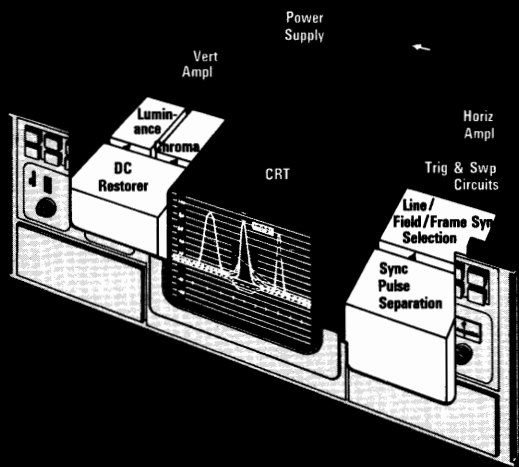 Power
Supply
Vert
Ampl
Lumin-
ance
Chroma
DC
Restorer
CRT
Horiz
Ampl
Trig & Swp
Circuits
Line/
Field/Frame Syn
Selection
Sync
Pulse
Separation